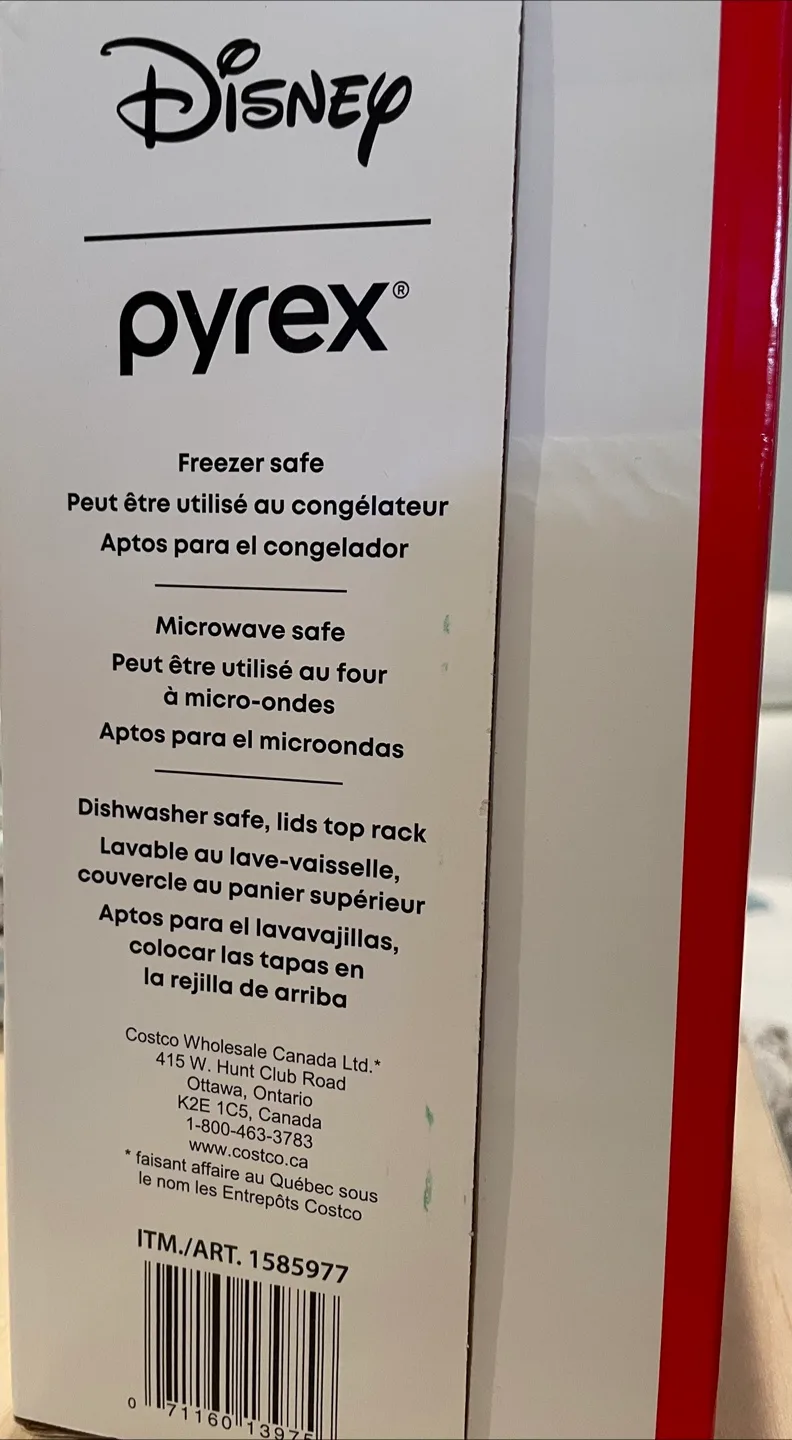 Disney
pyrex®
Freezer safe
Peut être utilisé au congélateur
Aptos para el congelador
Microwave safe
Peut être utilisé au four
à micro-ondes
Aptos para el microondas
Dishwasher safe, lids top rack
Lavable au lave-vaisselle,
couvercle au panier supérieur
Aptos para el lavavajillas,
colocar las tapas en
la rejilla de arriba
Costco Wholesale Canada Ltd.*
415 W. Hunt Club Road
Ottawa, Ontario
K2E 1C5, Canada
1-800-463-3783
www.costco.ca
* faisant affaire au Québec sous
le nom les Entrepôts Costco
ITM./ART. 1585977
0 71160 13975